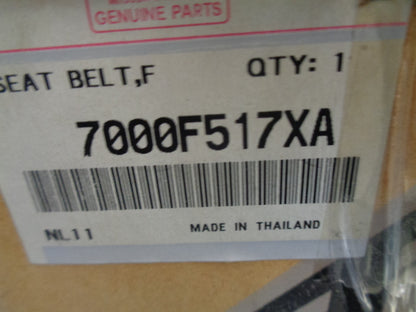 GENUINE PARTS
SEAT BELT,F QTY: 1
7000F517XA
NL11 MADE IN THAILAND